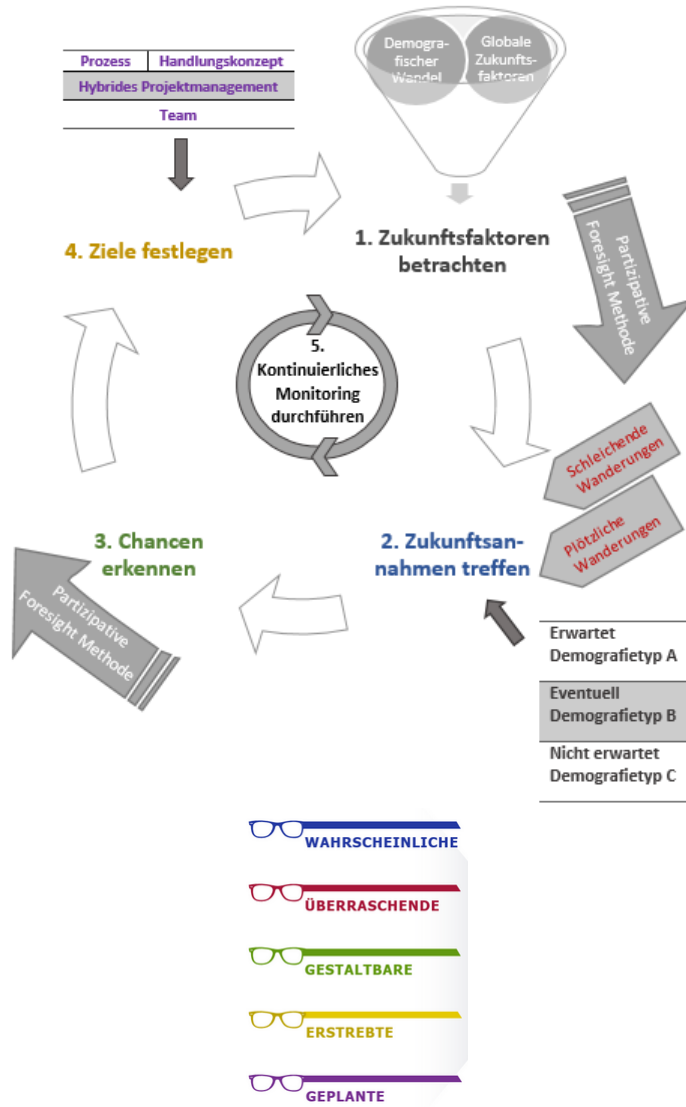 Prozess Handlungskonzept
Hybrides Projektmanagement
Team
Demogra-
fischer
Wandel
Globale
Zukunfts-
faktoren
1. Zukunftsfaktoren
betrachten
Partizipative
Foresight Methode
4. Ziele festlegen
5.
Kontinuierliches
Monitoring
durchführen
Schleichende
Wanderungen
Plötzliche
Wanderungen
2. Zukunftsan-
nahmen treffen
3. Chancen
erkennen
Partizipative
Foresight Methode
Erwartet
Demografietyp A
Eventuell
Demografietyp B
Nicht erwartet
Demografietyp C
WAHRSCHEINLICHE
ÜBERRASCHENDE
GESTALTBARE
ERSTREBTE
GEPLANTE